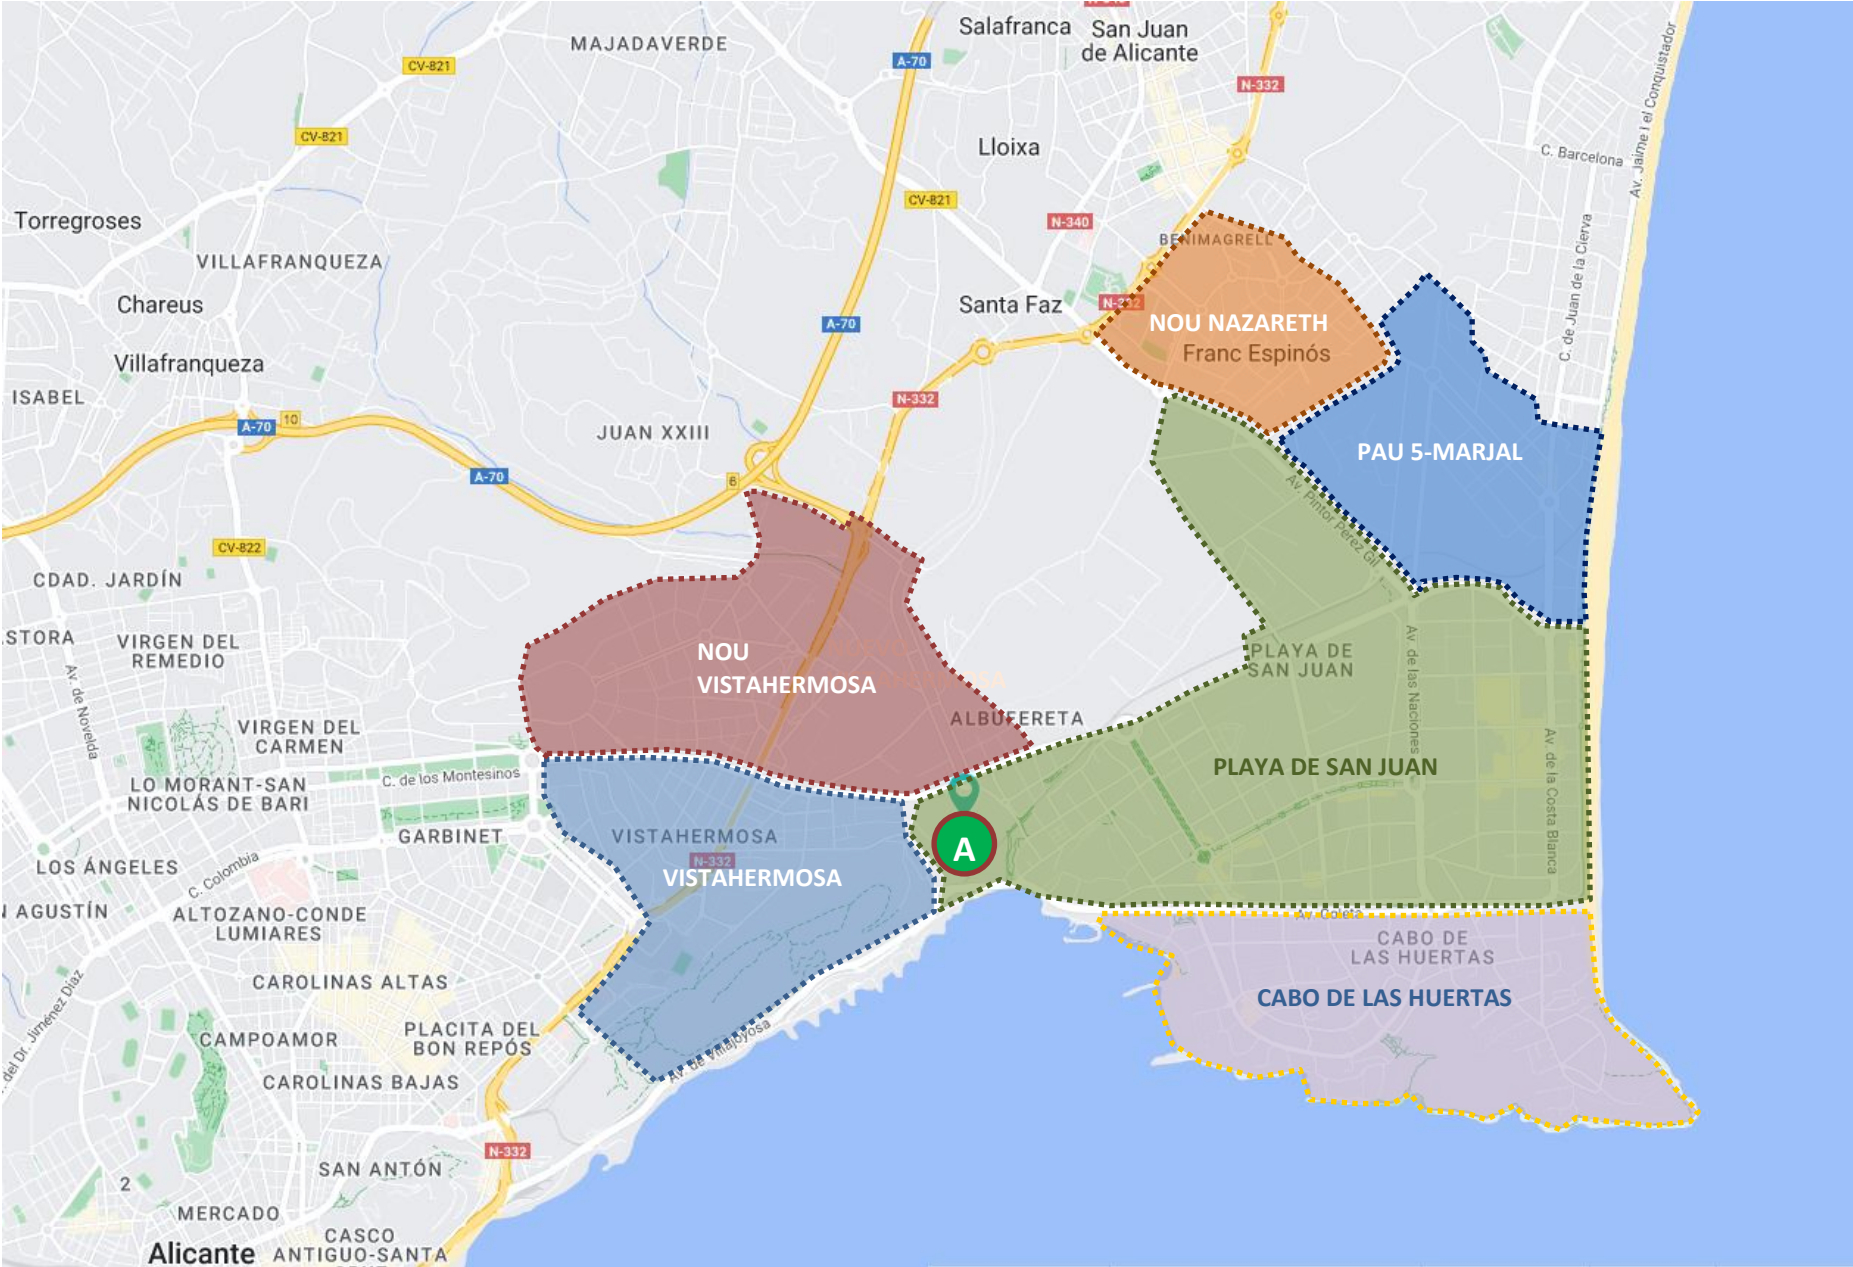 Salafranca
San Juan
de Alicante
MAJADAVERDE
CV-821
A-70
N-332
CV-821
Lloixa
C. Barcelona
Av. Jaime I el Conquistador
CV-821
N-340
Torregroses
BENIMAGRELL
VILLAFRANQUEZA
C. de Juan de la Cierva
Chareus
Santa Faz
N-332
A-70
NOU NAZARETH
Franc Espinós
Villafranqueza
ISABEL
N-332
10
A-70
JUAN XXIII
PAU 5-MARJAL
A-70
6
Av. Pintor Pérez Gil
CV-822
CDAD. JARDÍN
STORA
VIRGEN DEL
REMEDIO
Av. de Novelda
NOU
VISTAHERMOSA
PLAYA DE
SAN JUAN
Av. de las Naciones
ALBUFERETA
VIRGEN DEL
CARMEN
C. de los Montesinos
LO MORANT-SAN
NICOLÁS DE BARI
PLAYA DE SAN JUAN
Av. de la Costa Blanca
GARBINET
VISTAHERMOSA
N-332
VISTAHERMOSA
A
LOS ÁNGELES
C. Colombia
AGUSTÍN
ALTOZANO-CONDE
LUMIARES
CABO DE
LAS HUERTAS
CAROLINAS ALTAS
CABO DE LAS HUERTAS
del Dr. Jiménez Díaz
CAMPOAMOR
PLACITA DEL
BON REPÓS
Av. de Villajoyosa
CAROLINAS BAJAS
N-332
SAN ANTÓN
2
MERCADO
Alicante
CASCO
ANTIGUO-SANTA